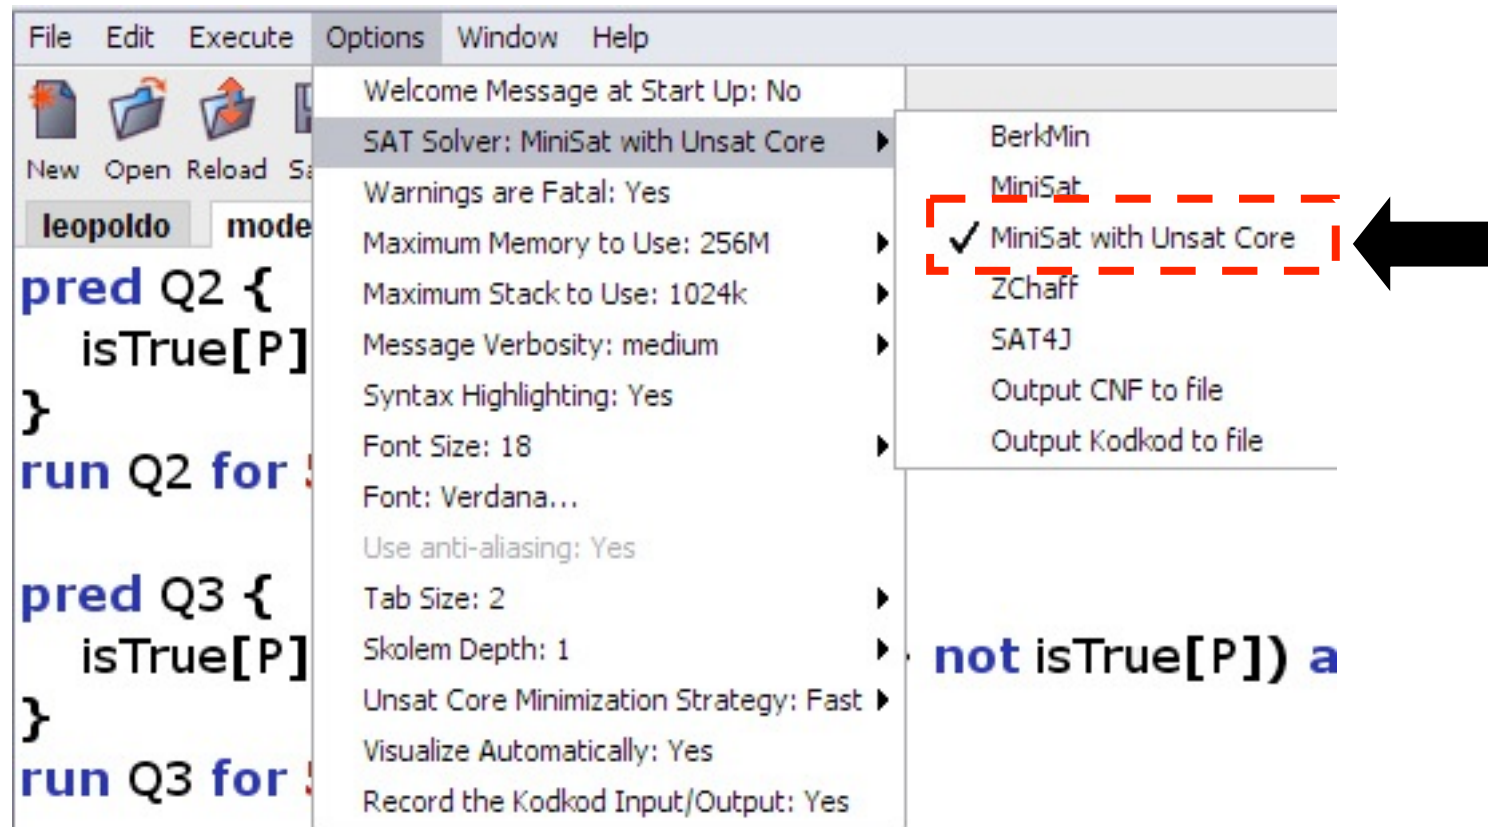 File Edit Execute Options Window Help
New Open Reload
leopoldo
pred Q2 {
isTrue[P]
}
run Q2 for
pred Q3 {
isTrue[P]
}
run Q3 for
Welcome Message at Start Up: No
SAT Solver: MiniSat with Unsat Core
Warnings are Fatal: Yes
Maximum Memory to Use: 256M
Maximum Stack to Use: 1024k
Message Verbosity: medium
Syntax Highlighting: Yes
Font Size: 18
Font: Verdana...
Use anti-aliasing: Yes
Tab Size: 2
Skolem Depth: 1
Unsat Core Minimization Strategy: Fast
Visualize Automatically: Yes
Record the Kodkod Input/Output: Yes
BerkMin
MiniSat
MiniSat with Unsat Core
ZChaff
SAT4J
Output CNF to file
Output Kodkod to file
not isTrue[P])